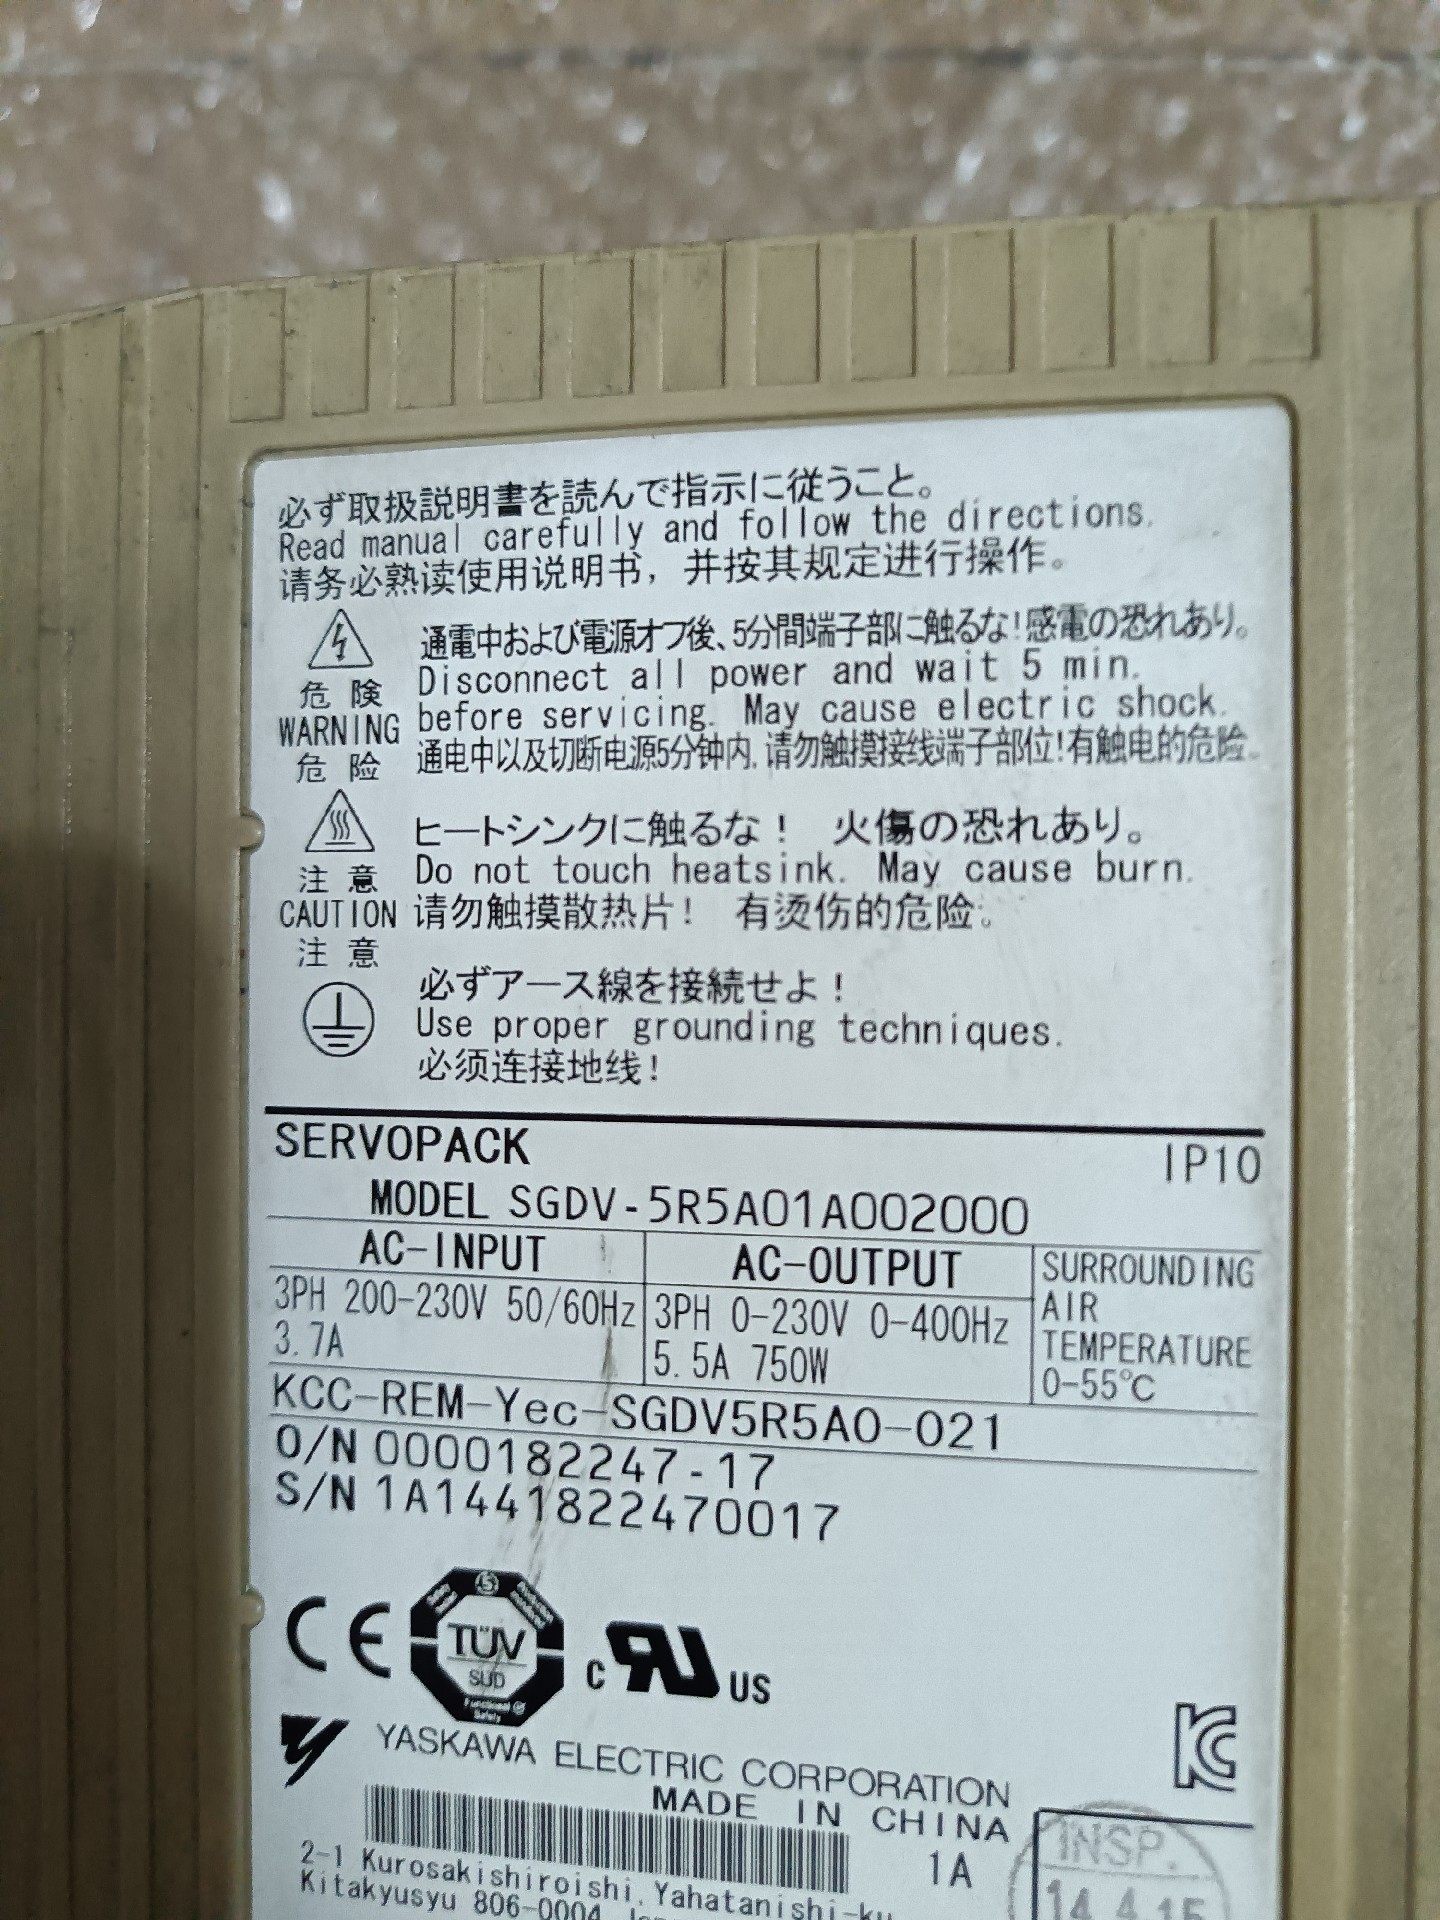 必ず取扱説明書を読んで指示に従うこと。
Read manual carefully and follow the directions.
请务必熟读使用说明书，并按其规定进行操作。
危 険
WARNING
危 险
通電中および電源オフ後、5分間端子部に触るな!感電の恐れあり。
Disconnect all power and wait 5 min.
before servicing. May cause electric shock.
通电中以及切断电源5分钟内,请勿触摸接线端子部位!有触电的危险。
注 意
CAUTION
注 意
ヒートシンクに触るな! 火傷の恐れあり。
Do not touch heatsink. May cause burn.
请勿触摸散热片! 有烫伤的危险。
必ずアース線を接続せよ!
Use proper grounding techniques.
必须连接地线!
SERVOPACK
IP10
MODEL SGDV-5R5A01A002000
AC-INPUT
3PH 200-230V 50/60Hz
3.7A
AC-OUTPUT
3PH 0-230V 0-400Hz
5.5A 750W
SURROUNDING
AIR
TEMPERATURE
0-55℃
KCC-REM-Yec-SGDV5R5A0-021
O/N 0000182247-17
S/N 1A1441822470017
CE
TÜV
SÜD
Functional
Safety
c RU US
YASKAWA ELECTRIC CORPORATION
MADE IN CHINA
1A
2-1 Kurosakishiroishi, Yahatanishi-ku
Kitakyusyu 806-0004
INSP.
14.4.15